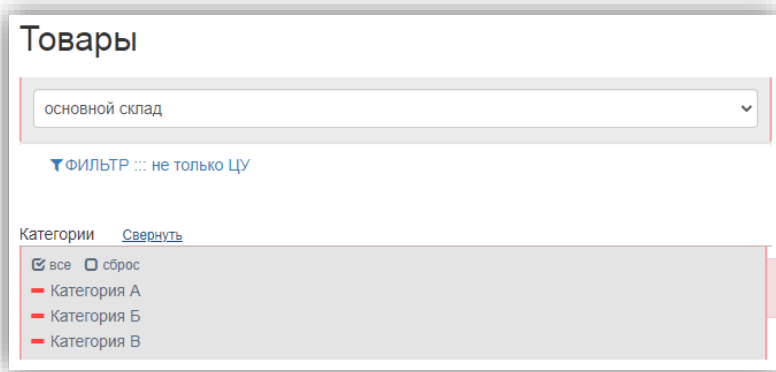 Товары
основной склад
ФИЛЬТР ::: не только ЦУ
Категории Свернуть
все сброс
Категория А
Категория Б
Категория В